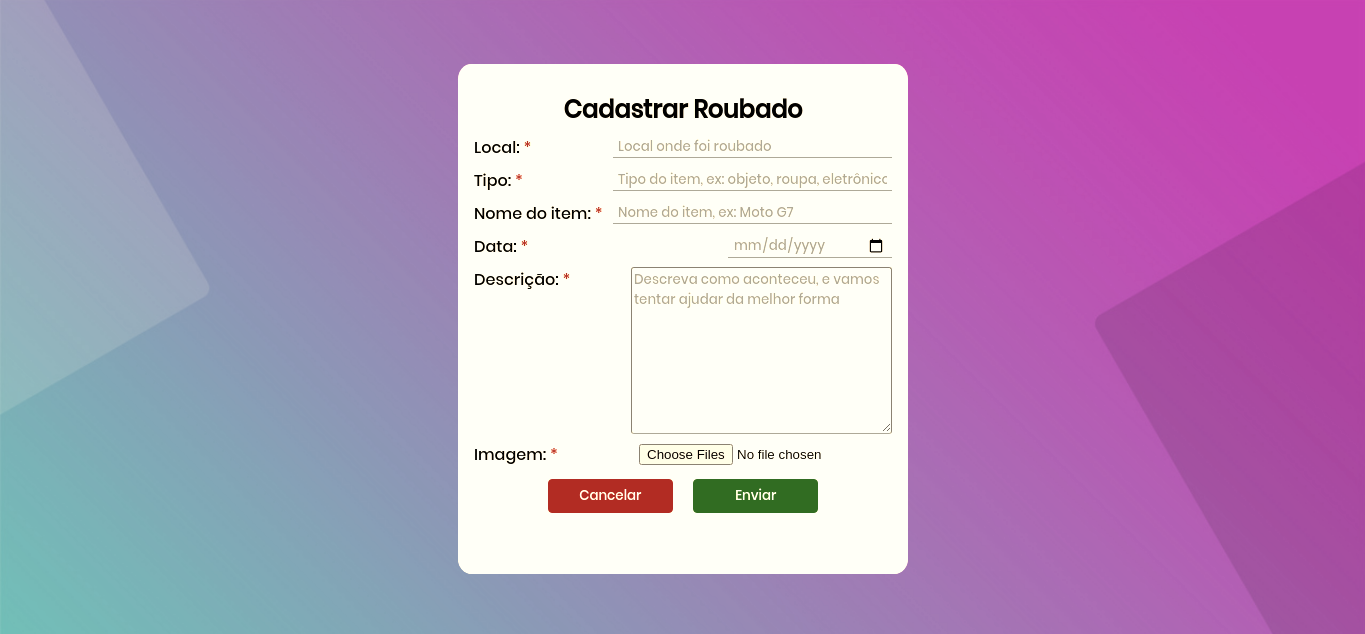 Cadastrar Roubado
Local: * Local onde foi roubado
Tipo: * Tipo do item, ex: objeto, roupa, eletrônico
Nome do item: * Nome do item, ex: Moto G7
Data: * mm/dd/yyyy
Descrição: * Descreva como aconteceu, e vamos
tentar ajudar da melhor forma
Imagem: * Choose Files No file chosen
Cancelar Enviar